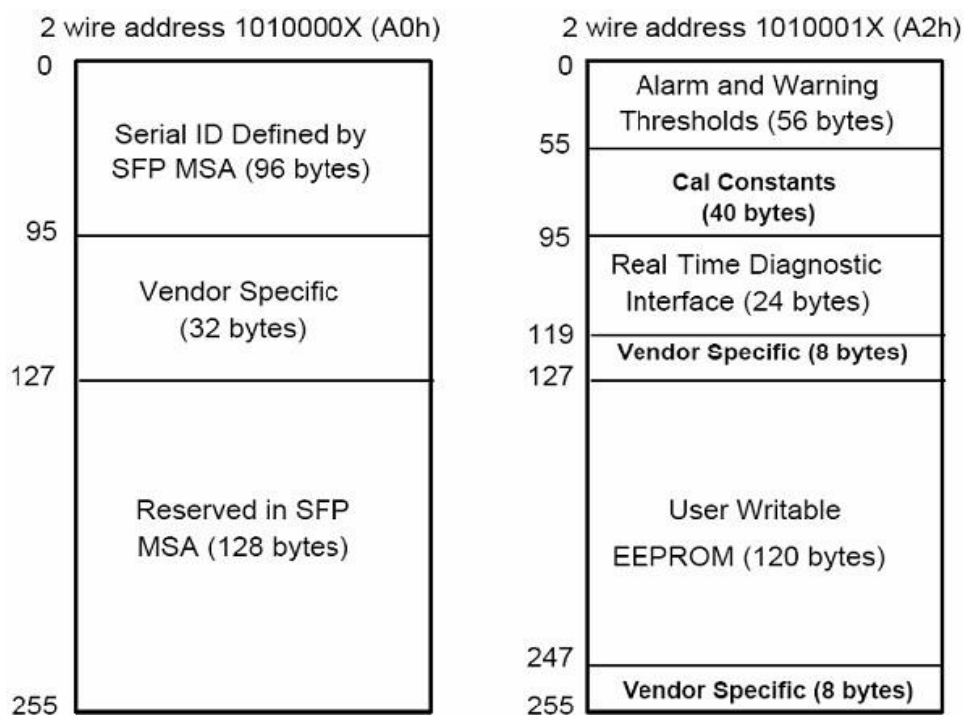 2 wire address 1010000X (A0h)
0
Serial ID Defined by
SFP MSA (96 bytes)
95
Vendor Specific
(32 bytes)
127
Reserved in SFP
MSA (128 bytes)
255
2 wire address 1010001X (A2h)
0
Alarm and Warning
Thresholds (56 bytes)
55
Cal Constants
(40 bytes)
95
Real Time Diagnostic
Interface (24 bytes)
119
Vendor Specific (8 bytes)
127
User Writable
EEPROM (120 bytes)
247
Vendor Specific (8 bytes)
255